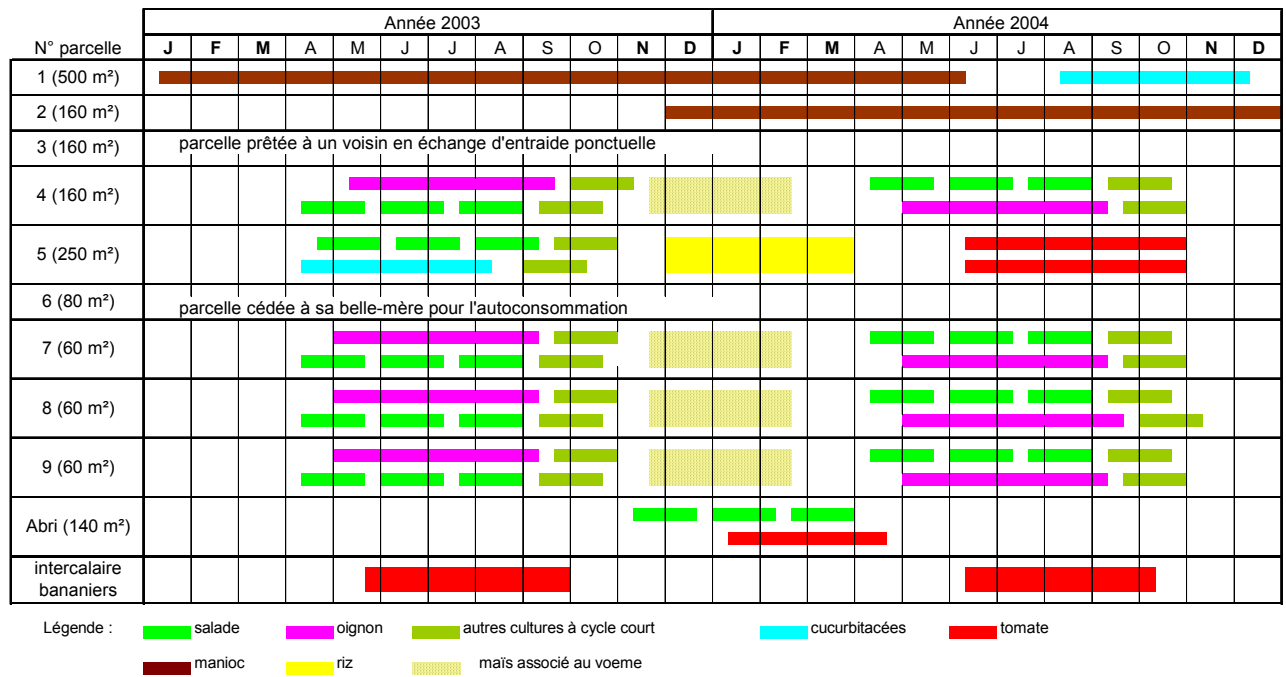 Année 2003 Année 2004
N° parcelle J F M A M J J A S O N D J F M A M J J A S O N D
1 (500 m²)
2 (160 m²)
3 (160 m²) parcelle prêtée à un voisin en échange d'entraide ponctuelle
4 (160 m²)
5 (250 m²)
6 (80 m²) parcelle cédée à sa belle-mère pour l'autoconsommation
7 (60 m²)
8 (60 m²)
9 (60 m²)
Abri (140 m²)
intercalaire
bananiers
Légende : salade oignon autres cultures à cycle court cucurbitacées tomate
manioc riz maïs associé au voeme